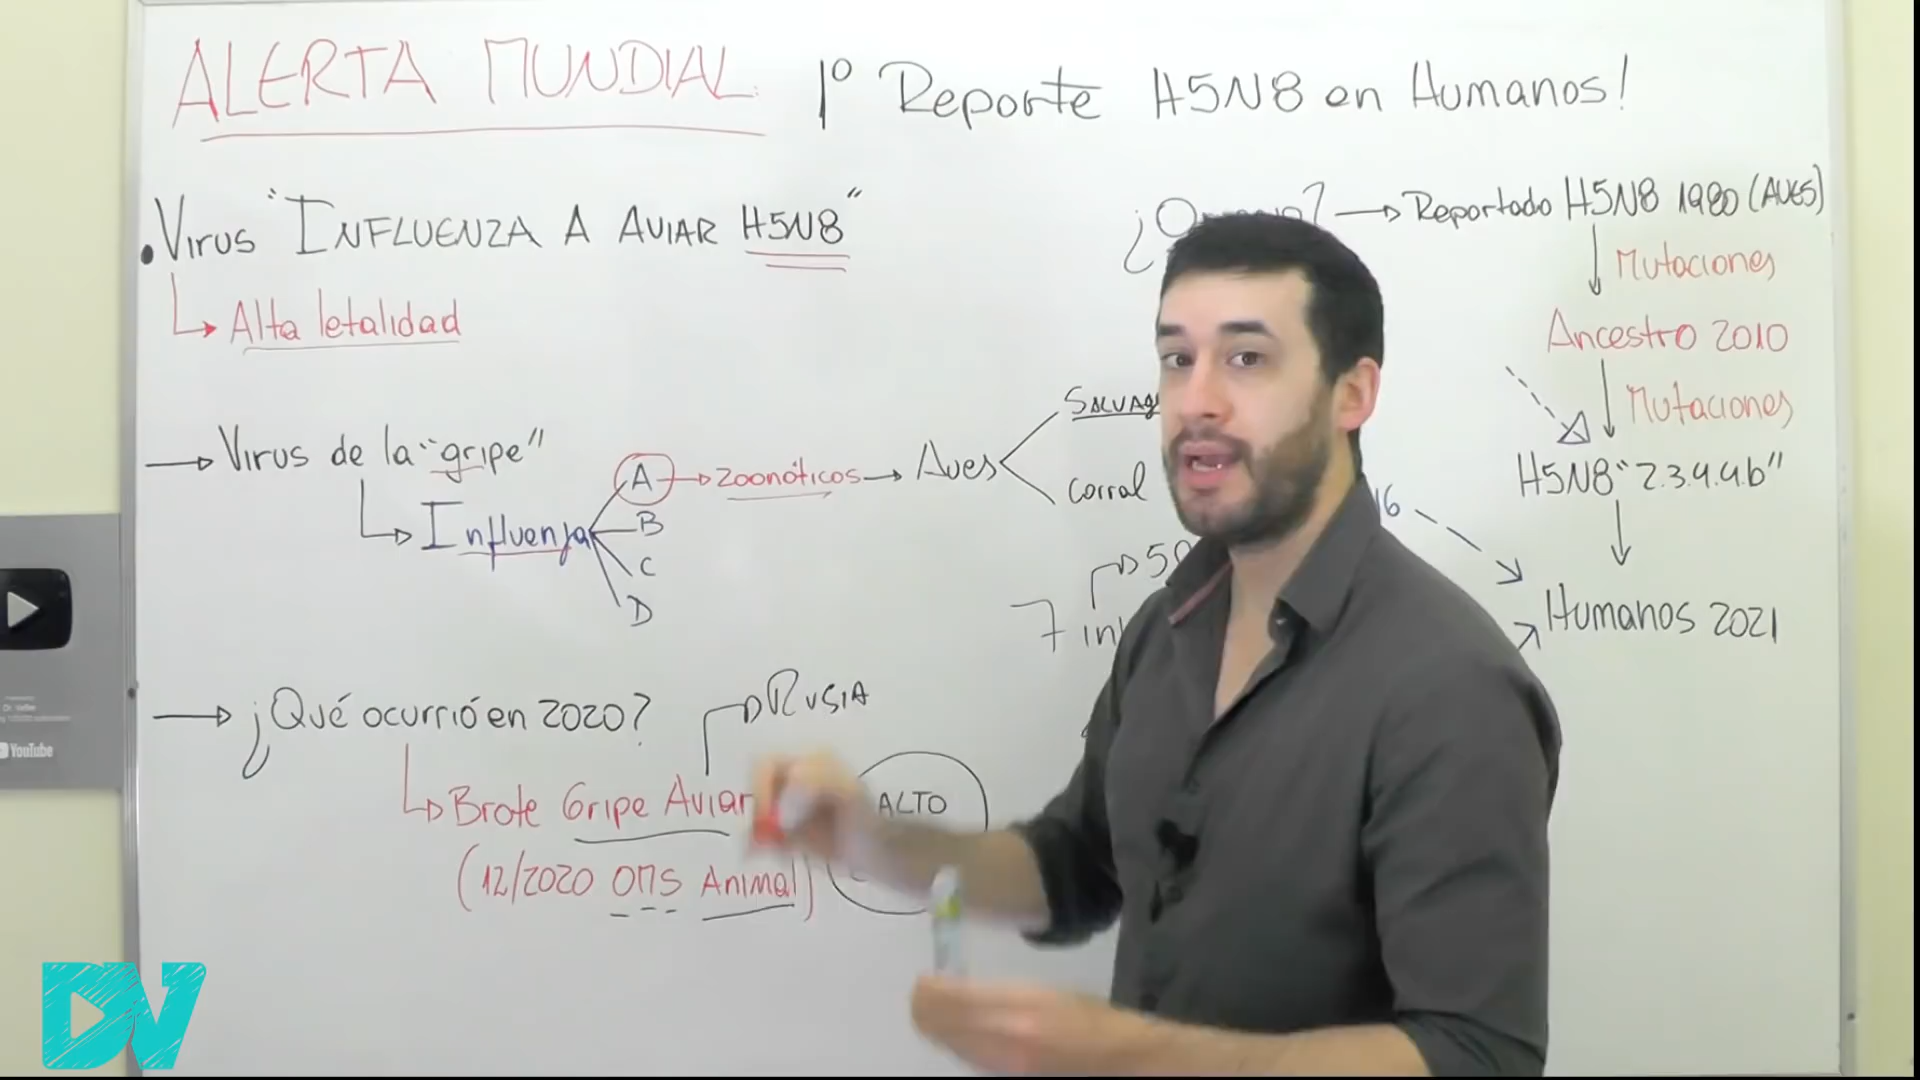 ALERTA MUNDIAL: 1° Reporte H5N8 en Humanos!
. Virus "INFLUENZA A AVIAR H5N8"
Alta letalidad
Virus de la "gripe"
Influenza
A
B
C
D
zoonóticos
Aves
corral
¿Qué ocurrió en 2020?
RUSIA
Brote Gripe Aviar
(12/2020 OMS Animal)
ALTO
Reportado H5N8 1980 (AVES)
Mutaciones
Ancestro 2010
Mutaciones
H5N8 "2.3.4.4.b"
Humanos 2021
7
YouTube
DV